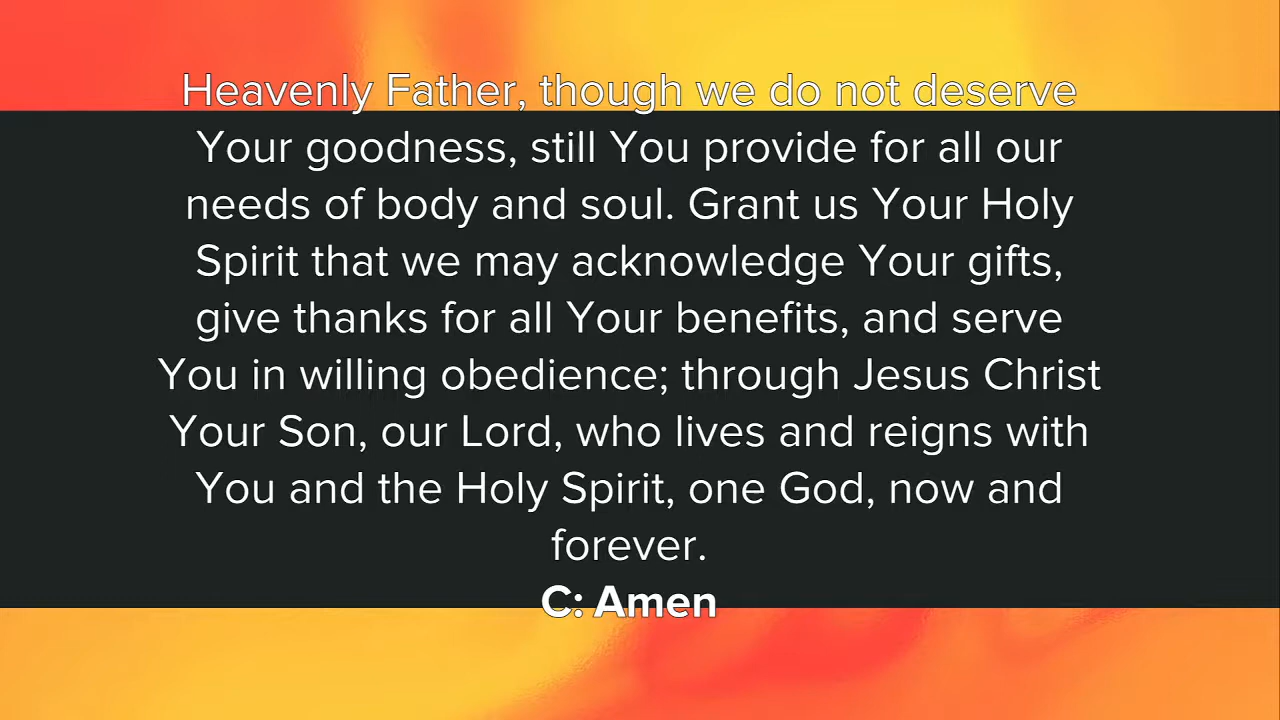 Heavenly Father, though we do not deserve
Your goodness, still You provide for all our
needs of body and soul. Grant us Your Holy
Spirit that we may acknowledge Your gifts,
give thanks for all Your benefits, and serve
You in willing obedience; through Jesus Christ
Your Son, our Lord, who lives and reigns with
You and the Holy Spirit, one God, now and
forever.
C: Amen